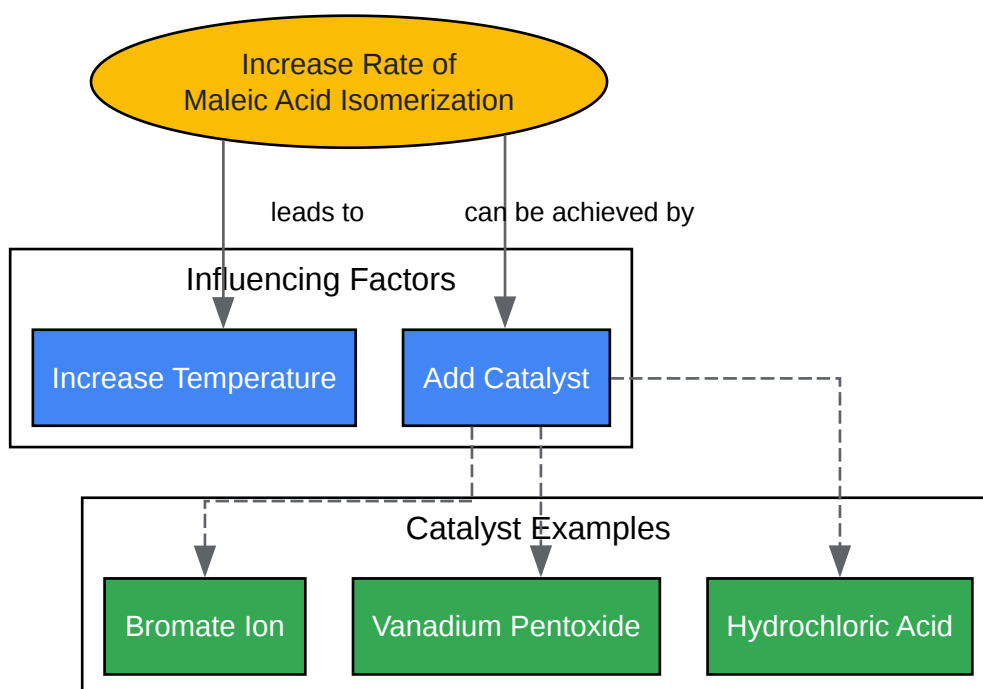 Increase Rate of
Maleic Acid Isomerization
leads to
can be achieved by
Influencing Factors
Increase Temperature
Add Catalyst
Catalyst Examples
Bromate Ion
Vanadium Pentoxide
Hydrochloric Acid